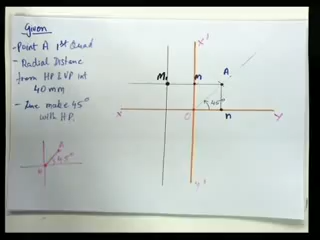 Given
- Point A 1st Quad
- Radial Distance
from HP & VP int
40 mm
- Line make 45°
with HP.
A
45°
X'
M1
m
A
45°
X
O
n
Y
Y'